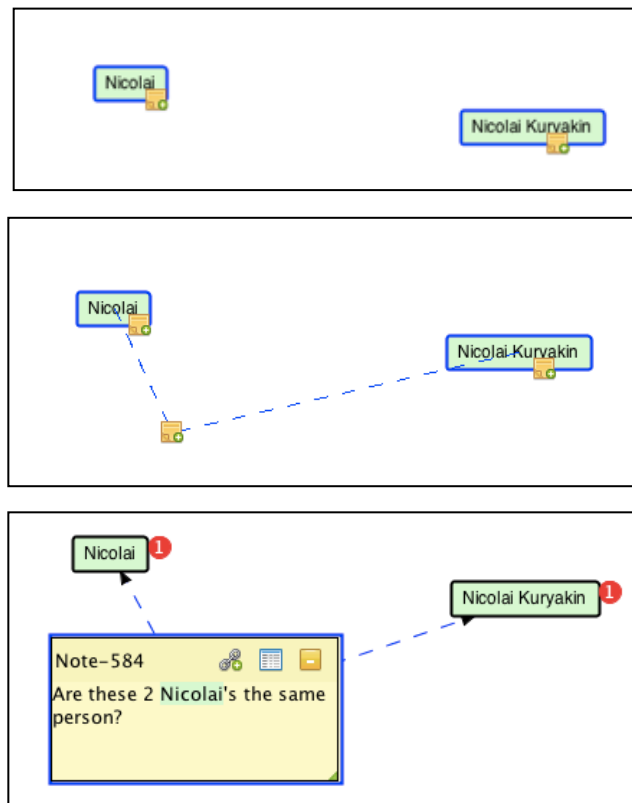 Nicolai
Nicolai Kuryakin
Nicolai
Nicolai Kuryakin
Nicolai 1
Nicolai Kuryakin 1
Note-584
Are these 2 Nicolai's the same
person?